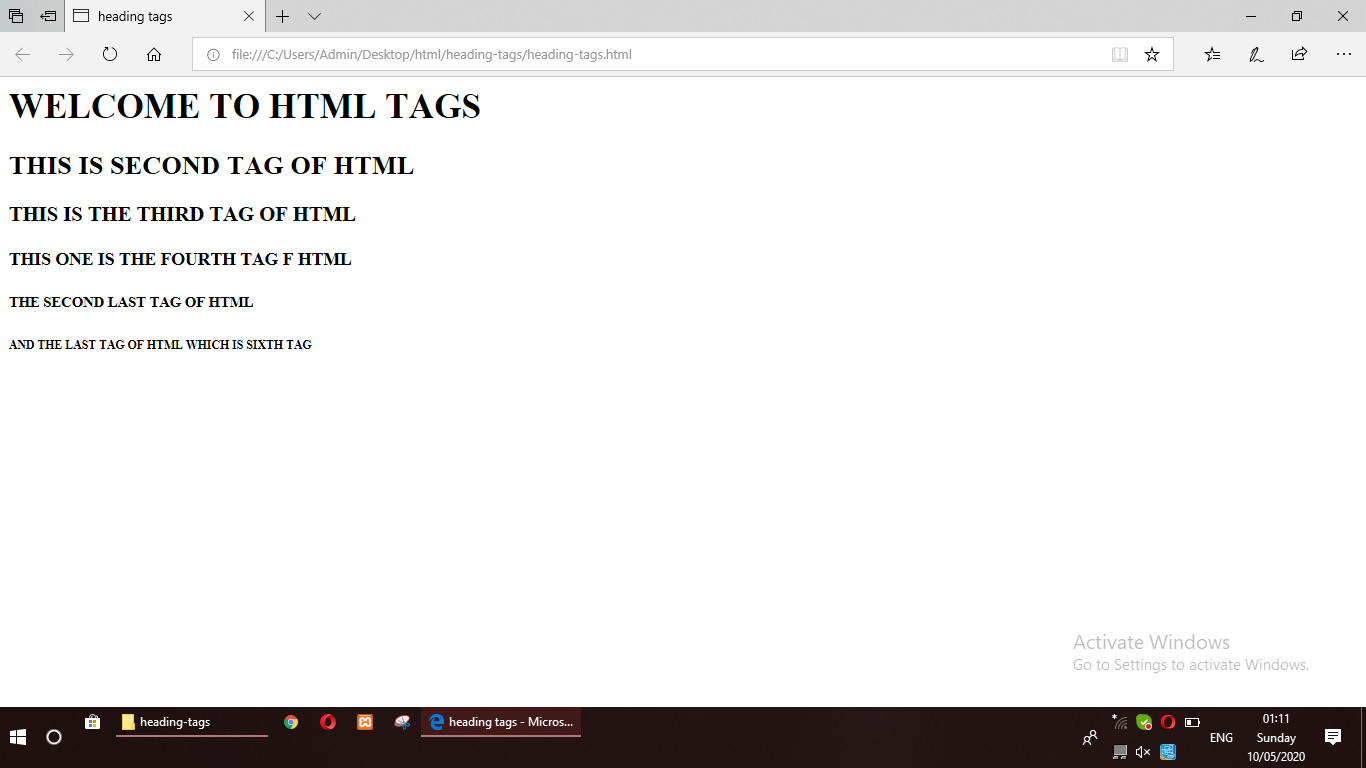 heading tags
file:///C:/Users/Admin/Desktop/html/heading-tags/heading-tags.html
WELCOME TO HTML TAGS
THIS IS SECOND TAG OF HTML
THIS IS THE THIRD TAG OF HTML
THIS ONE IS THE FOURTH TAG F HTML
THE SECOND LAST TAG OF HTML
AND THE LAST TAG OF HTML WHICH IS SIXTH TAG
Activate Windows
Go to Settings to activate Windows.
heading-tags
heading tags - Micros...
ENG
01:11
Sunday
10/05/2020